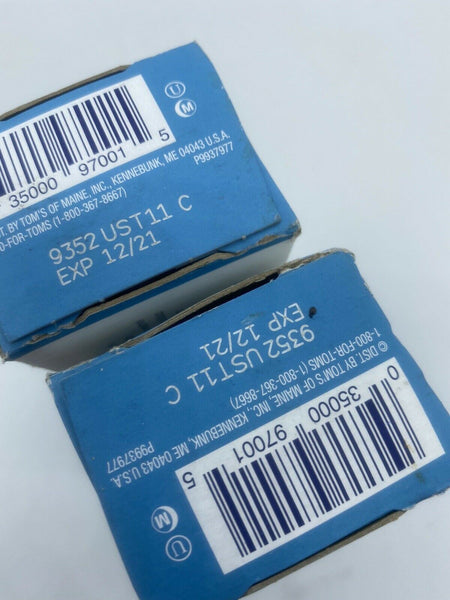 U
M
35000 97001 5
ST. BY TOM'S OF MAINE, INC., KENNEBUNK, ME 04043 U.S.A.
0-FOR-TOMS (1-800-367-8667)
P9937977
9352 UST11 C
EXP 12/21
9352 UST11 C
EXP 12/21
© DIST. BY TOM'S OF MAINE, INC., KENNEBUNK, ME 04043 U.S.A.
1-800-FOR-TOMS (1-800-367-8667)
P9937977
0 35000 97001 5
M
U